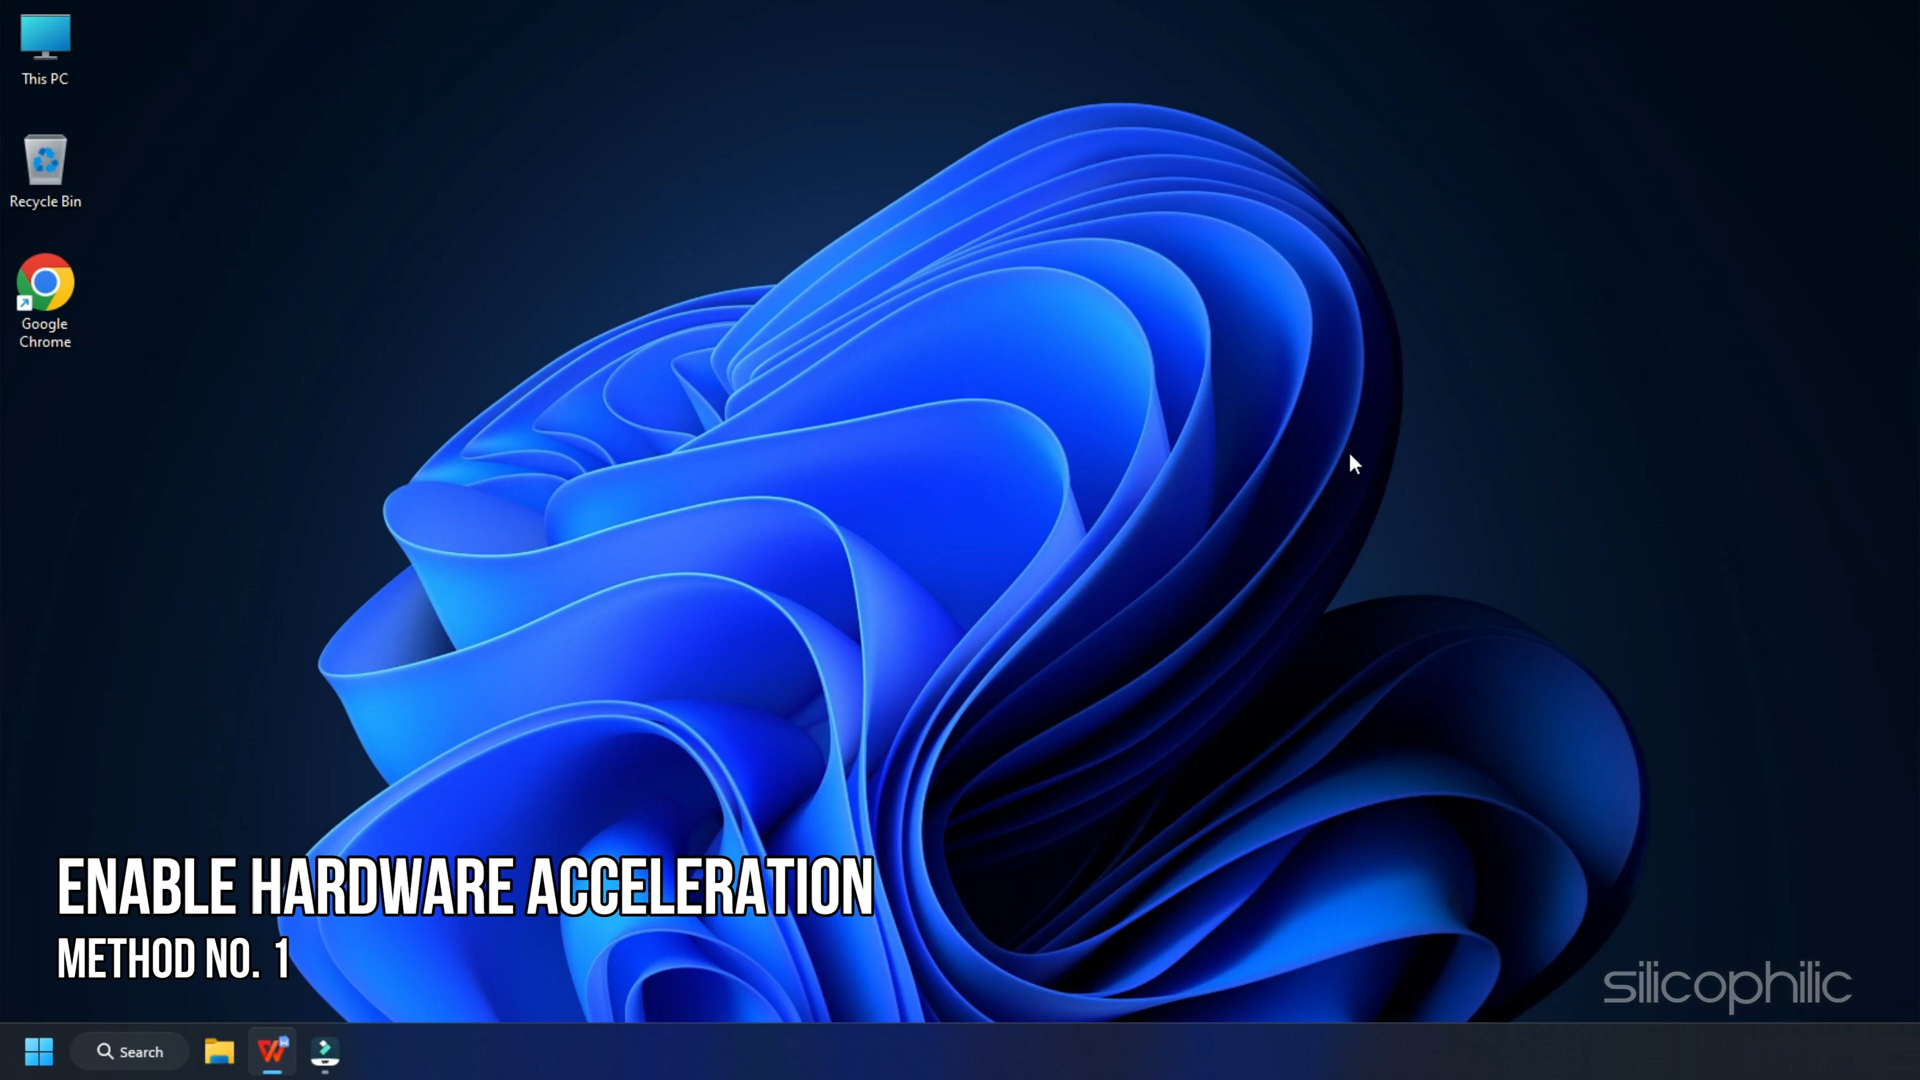 This PC
Recycle Bin
Google
Chrome
ENABLE HARDWARE ACCELERATION
METHOD NO. 1
silicophilic
Search